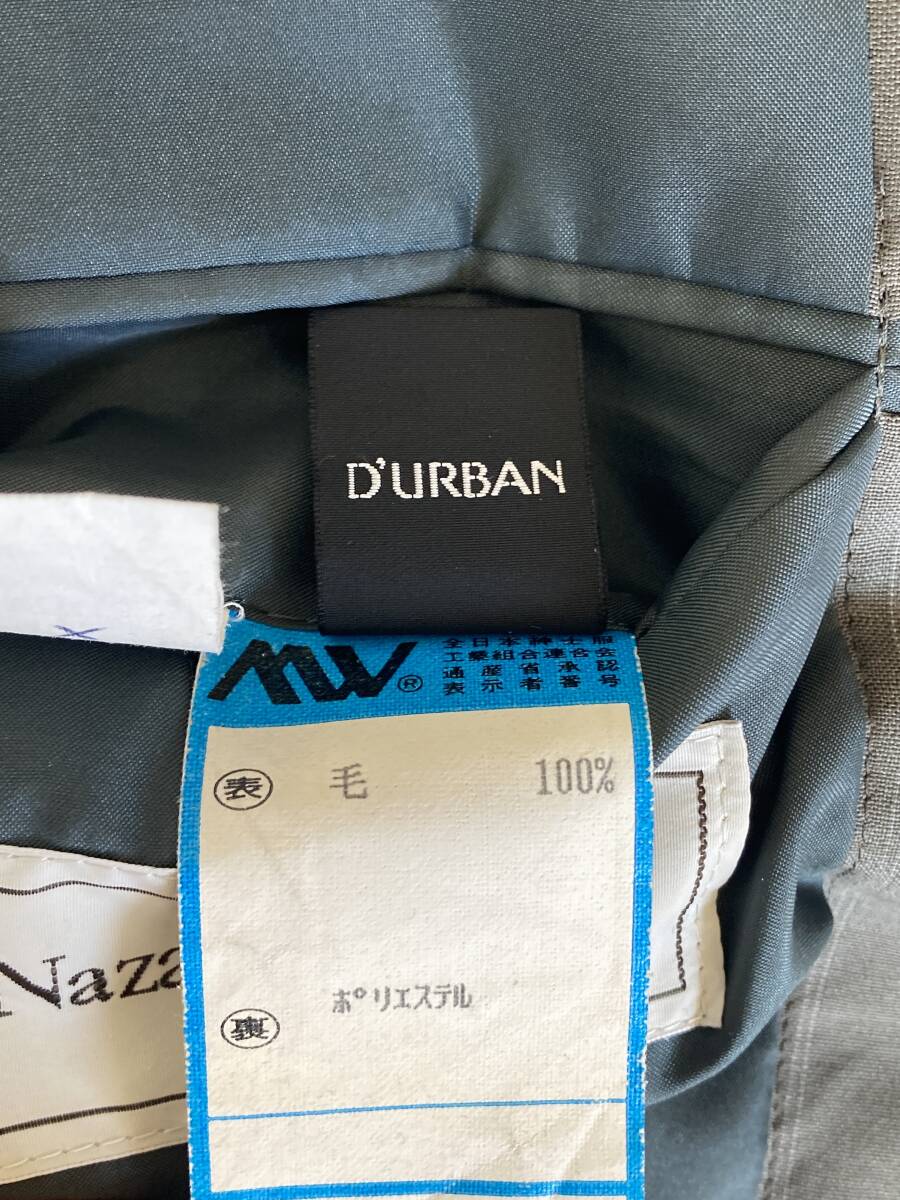 D'URBAN
MW®
全日本紳士服
工業組合連合会
通産省承認
表示者番号
表 毛 100%
裏 ポリエステル
Naza